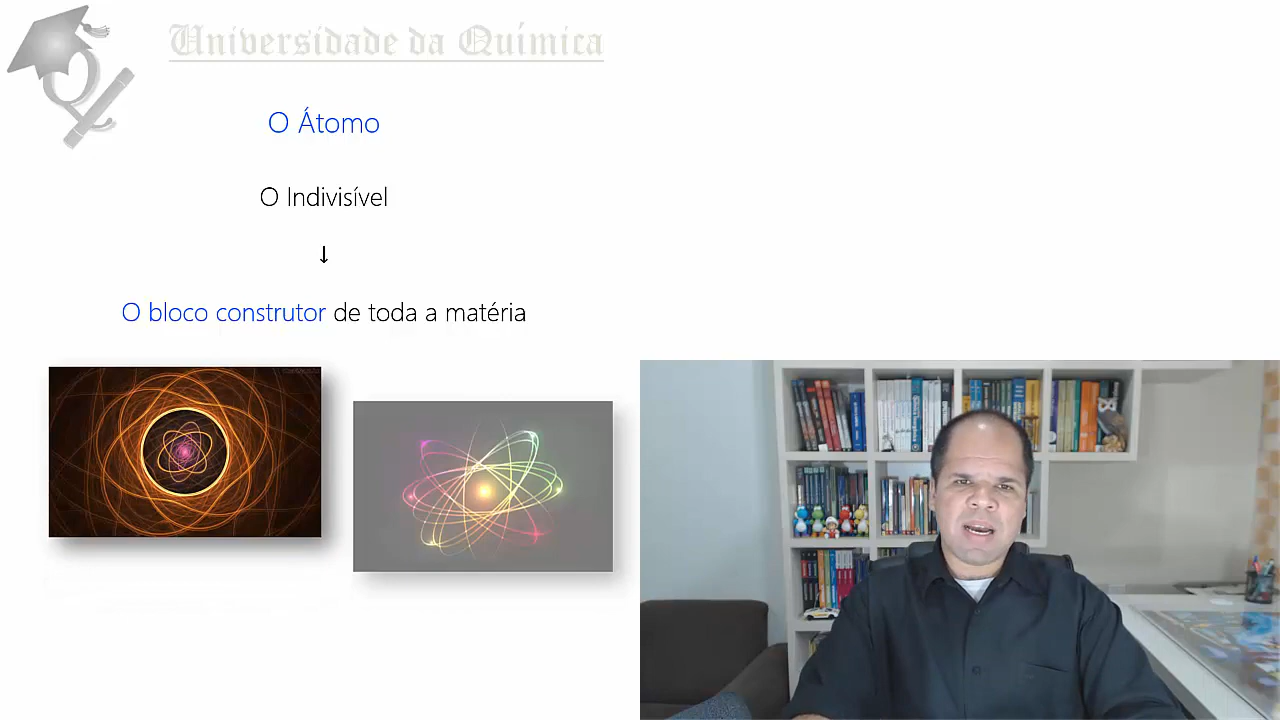 Universidade da Química
O Átomo
O Indivisível
↓
O bloco construtor de toda a matéria